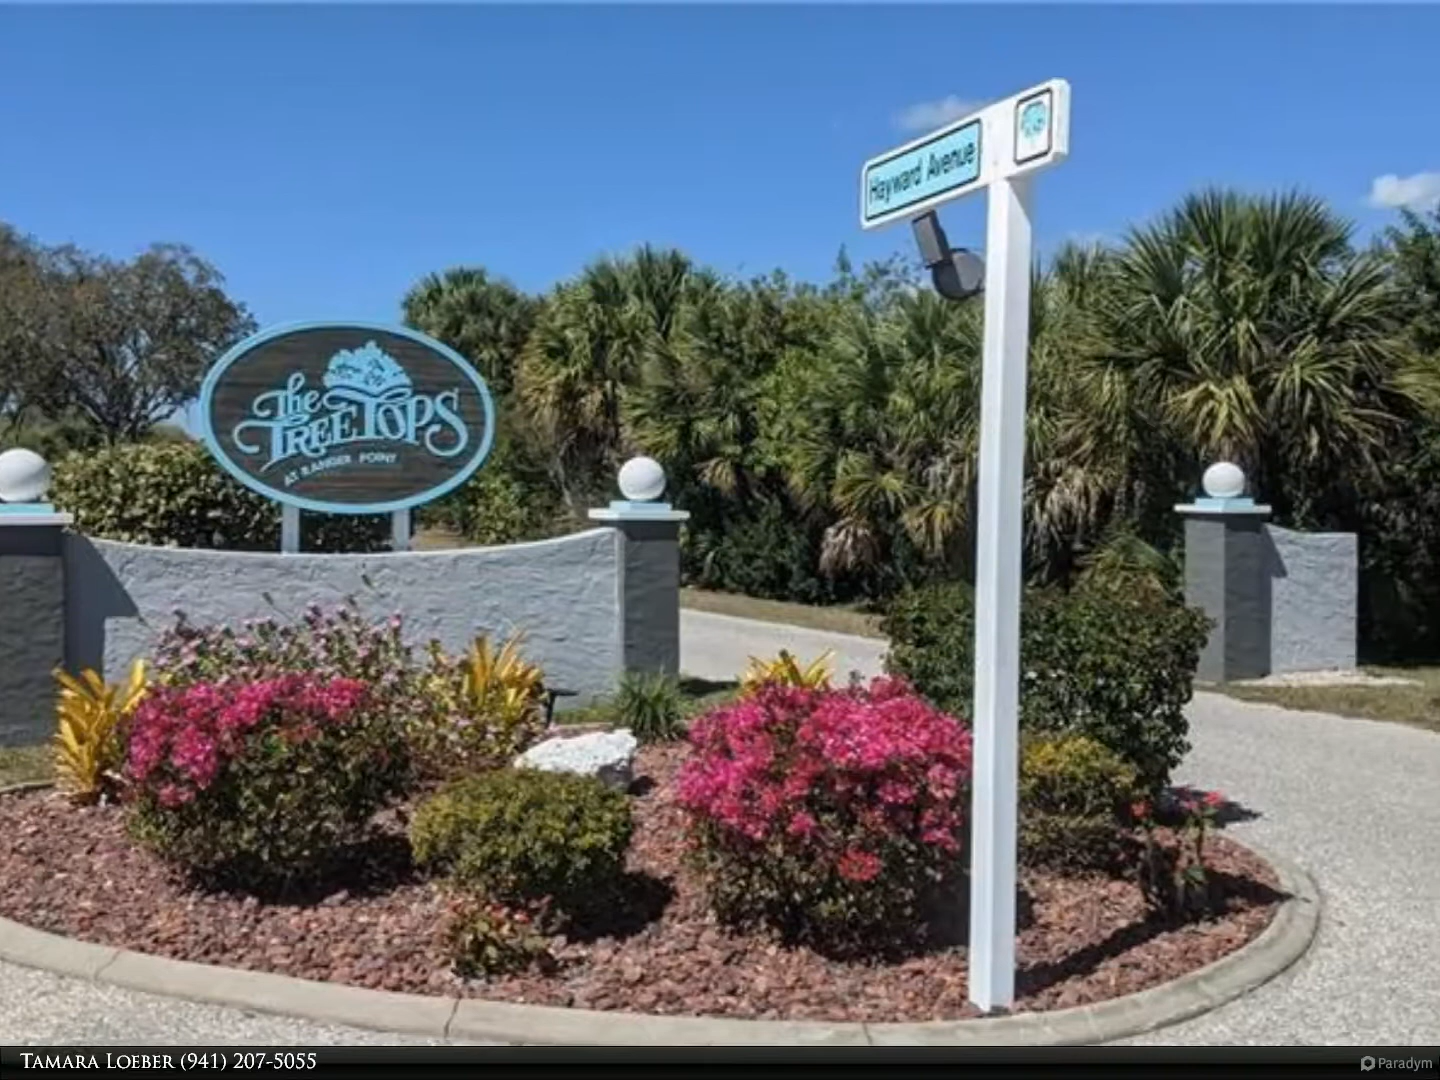 Hayward Avenue
The
TreeTops
AT RANGER POINT
Tamara Loeber (941) 207-5055
Paradym